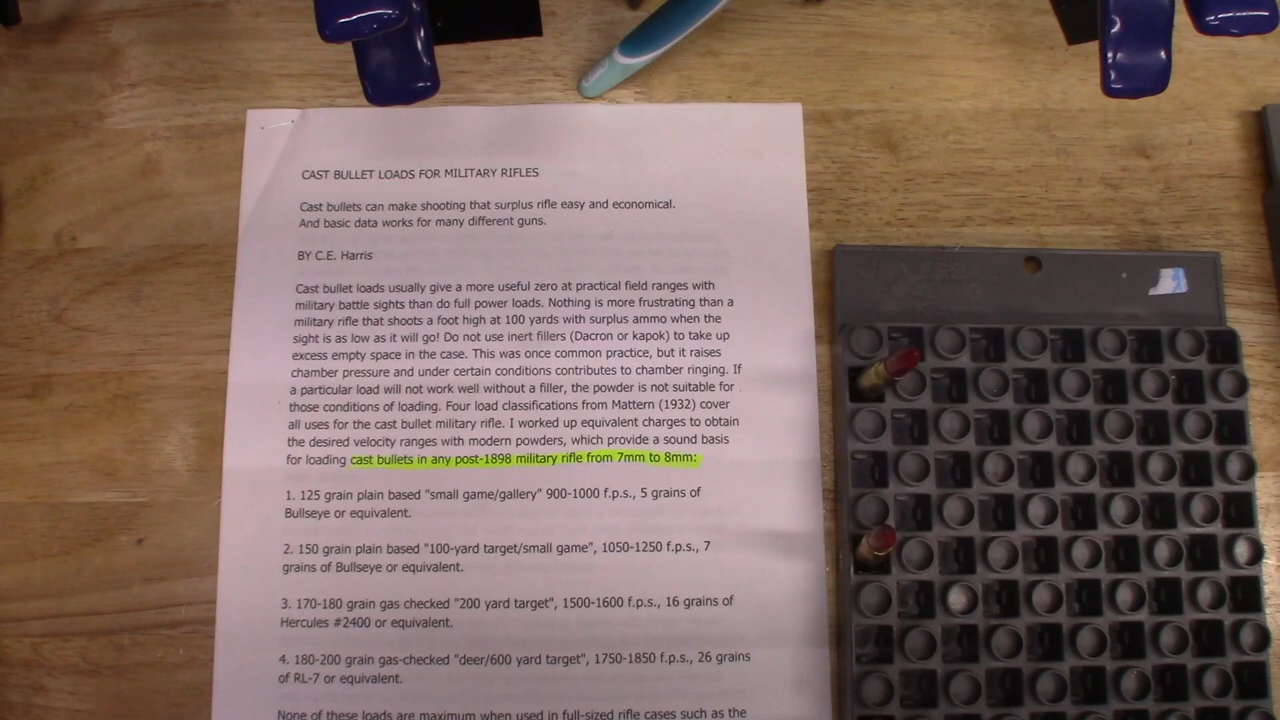 CAST BULLET LOADS FOR MILITARY RIFLES
Cast bullets can make shooting that surplus rifle easy and economical.
And basic data works for many different guns.
BY C.E. Harris
Cast bullet loads usually give a more useful zero at practical field ranges with
military battle sights than do full power loads. Nothing is more frustrating than a
military rifle that shoots a foot high at 100 yards with surplus ammo when the
sight is as low as it will go! Do not use inert fillers (Dacron or kapok) to take up
excess empty space in the case. This was once common practice, but it raises
chamber pressure and under certain conditions contributes to chamber ringing. If
a particular load will not work well without a filler, the powder is not suitable for
those conditions of loading. Four load classifications from Mattern (1932) cover
all uses for the cast bullet military rifle. I worked up equivalent charges to obtain
the desired velocity ranges with modern powders, which provide a sound basis
for loading cast bullets in any post-1898 military rifle from 7mm to 8mm:
1. 125 grain plain based "small game/gallery" 900-1000 f.p.s., 5 grains of
Bullseye or equivalent.
2. 150 grain plain based "100-yard target/small game", 1050-1250 f.p.s., 7
grains of Bullseye or equivalent.
3. 170-180 grain gas checked "200 yard target", 1500-1600 f.p.s., 16 grains of
Hercules #2400 or equivalent.
4. 180-200 grain gas-checked "deer/600 yard target", 1750-1850 f.p.s., 26 grains
of RL-7 or equivalent.
None of these loads are maximum when used in full-sized rifle cases such as the